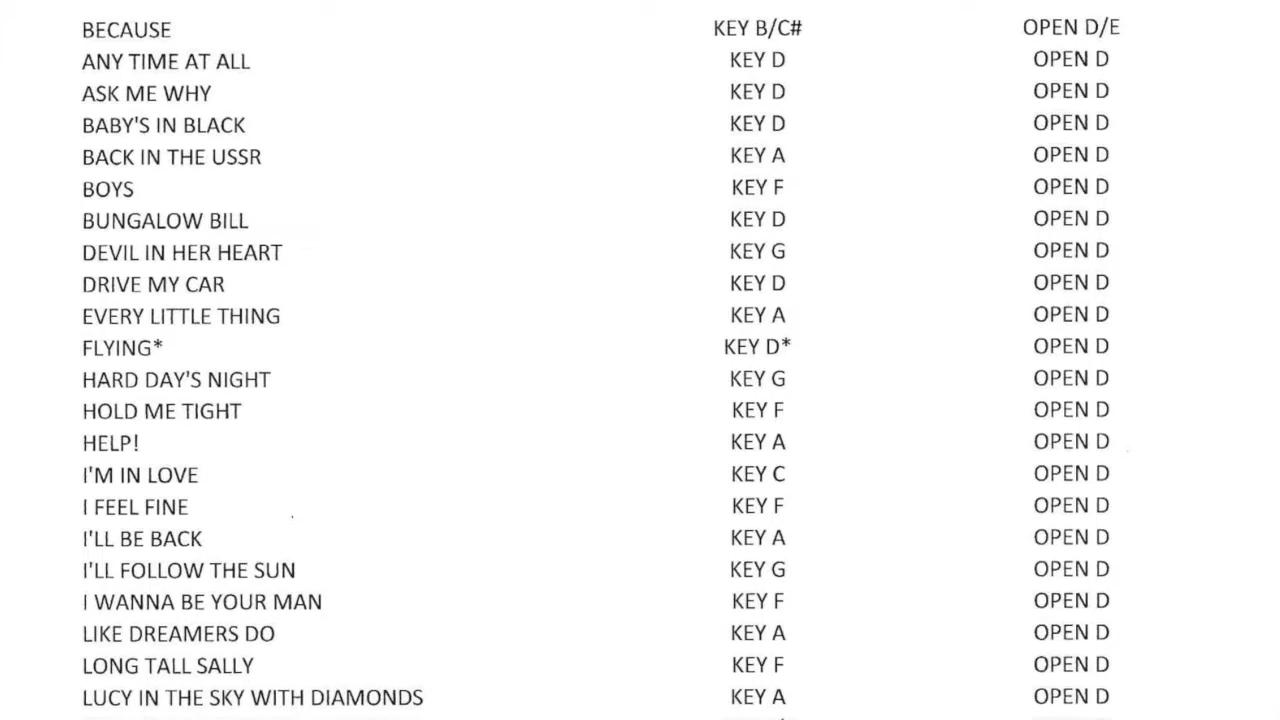 BECAUSE KEY B/C# OPEN D/E
ANY TIME AT ALL KEY D OPEN D
ASK ME WHY KEY D OPEN D
BABY'S IN BLACK KEY D OPEN D
BACK IN THE USSR KEY A OPEN D
BOYS KEY F OPEN D
BUNGALOW BILL KEY D OPEN D
DEVIL IN HER HEART KEY G OPEN D
DRIVE MY CAR KEY D OPEN D
EVERY LITTLE THING KEY A OPEN D
FLYING* KEY D* OPEN D
HARD DAY'S NIGHT KEY G OPEN D
HOLD ME TIGHT KEY F OPEN D
HELP! KEY A OPEN D
I'M IN LOVE KEY C OPEN D
I FEEL FINE KEY F OPEN D
I'LL BE BACK KEY A OPEN D
I'LL FOLLOW THE SUN KEY G OPEN D
I WANNA BE YOUR MAN KEY F OPEN D
LIKE DREAMERS DO KEY A OPEN D
LONG TALL SALLY KEY F OPEN D
LUCY IN THE SKY WITH DIAMONDS KEY A OPEN D